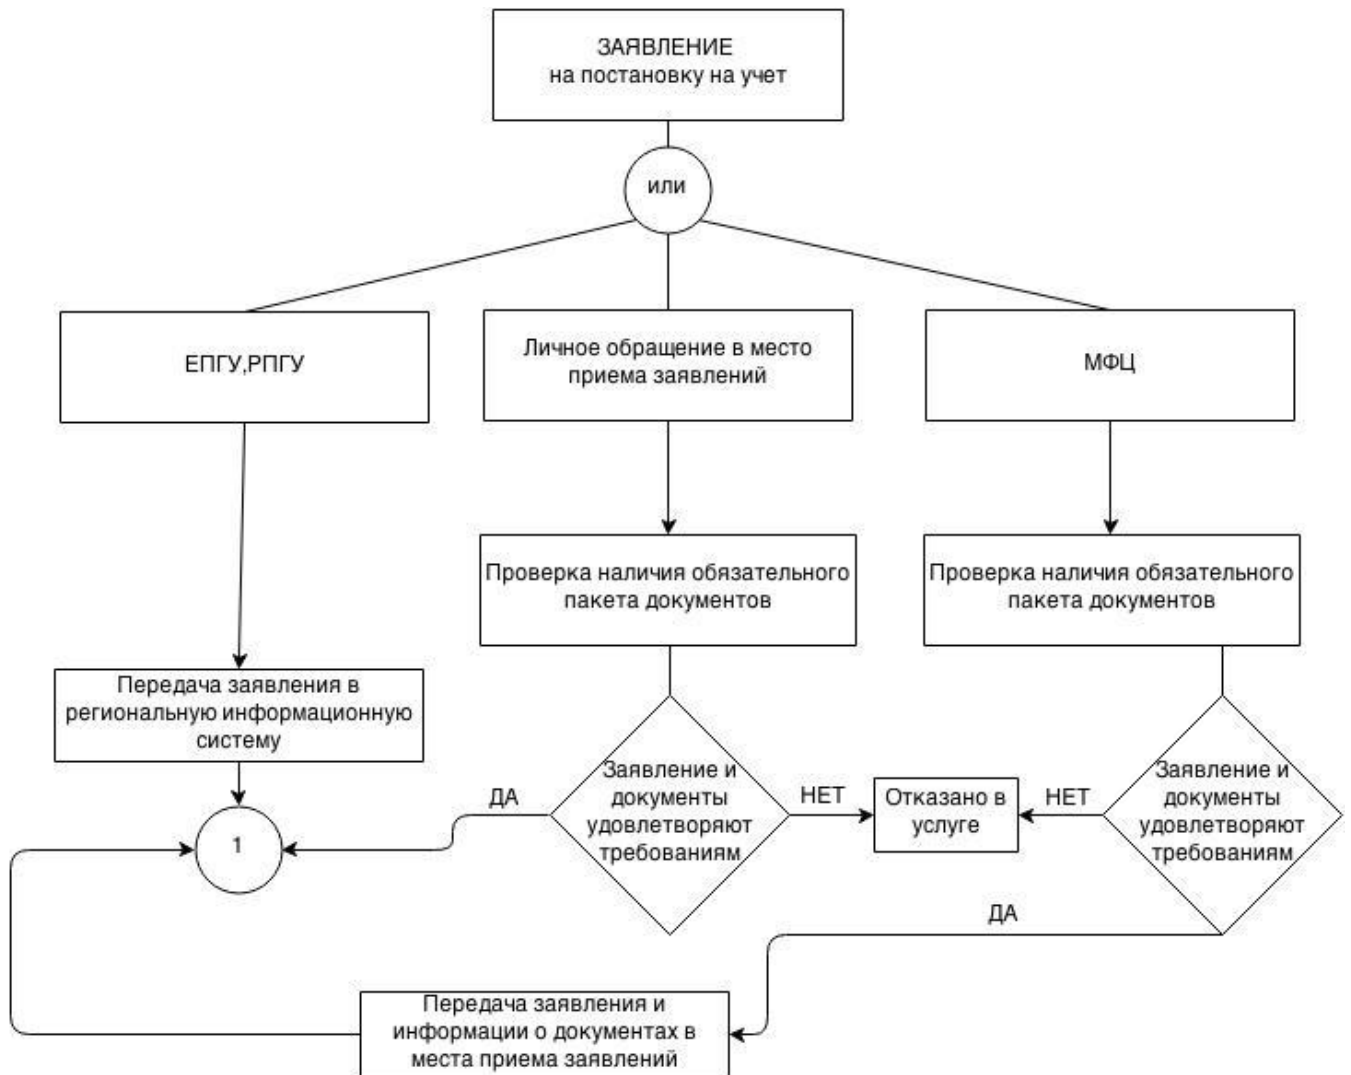 ЗАЯВЛЕНИЕ
на постановку на учет
или
ЕПГУ,РПГУ
Личное обращение в место
приема заявлений
МФЦ
Проверка наличия обязательного
пакета документов
Проверка наличия обязательного
пакета документов
Передача заявления в
региональную информационную
систему
1
ДА
Заявление и
документы
удовлетворяют
требованиям
НЕТ
Отказано в
услуге
НЕТ
Заявление и
документы
удовлетворяют
требованиям
ДА
Передача заявления и
информации о документах в
места приема заявлений